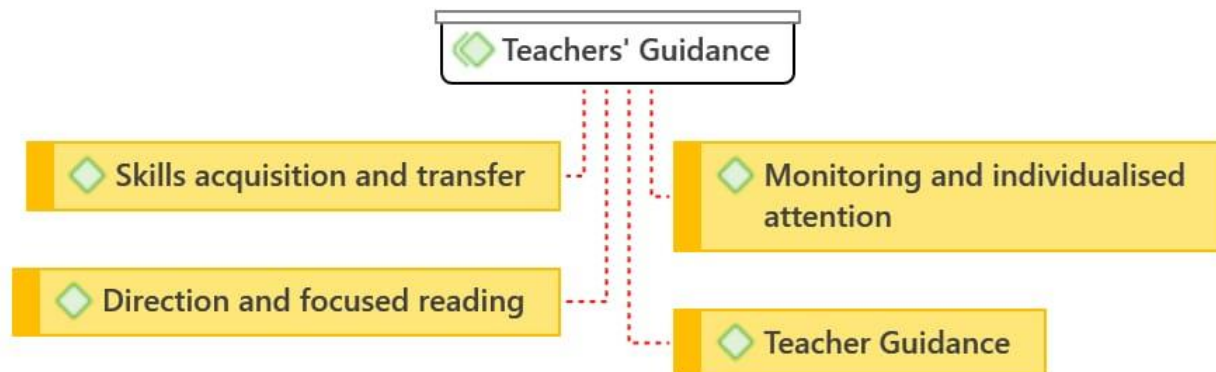 Teachers' Guidance
Skills acquisition and transfer
Monitoring and individualised
attention
Direction and focused reading
Teacher Guidance